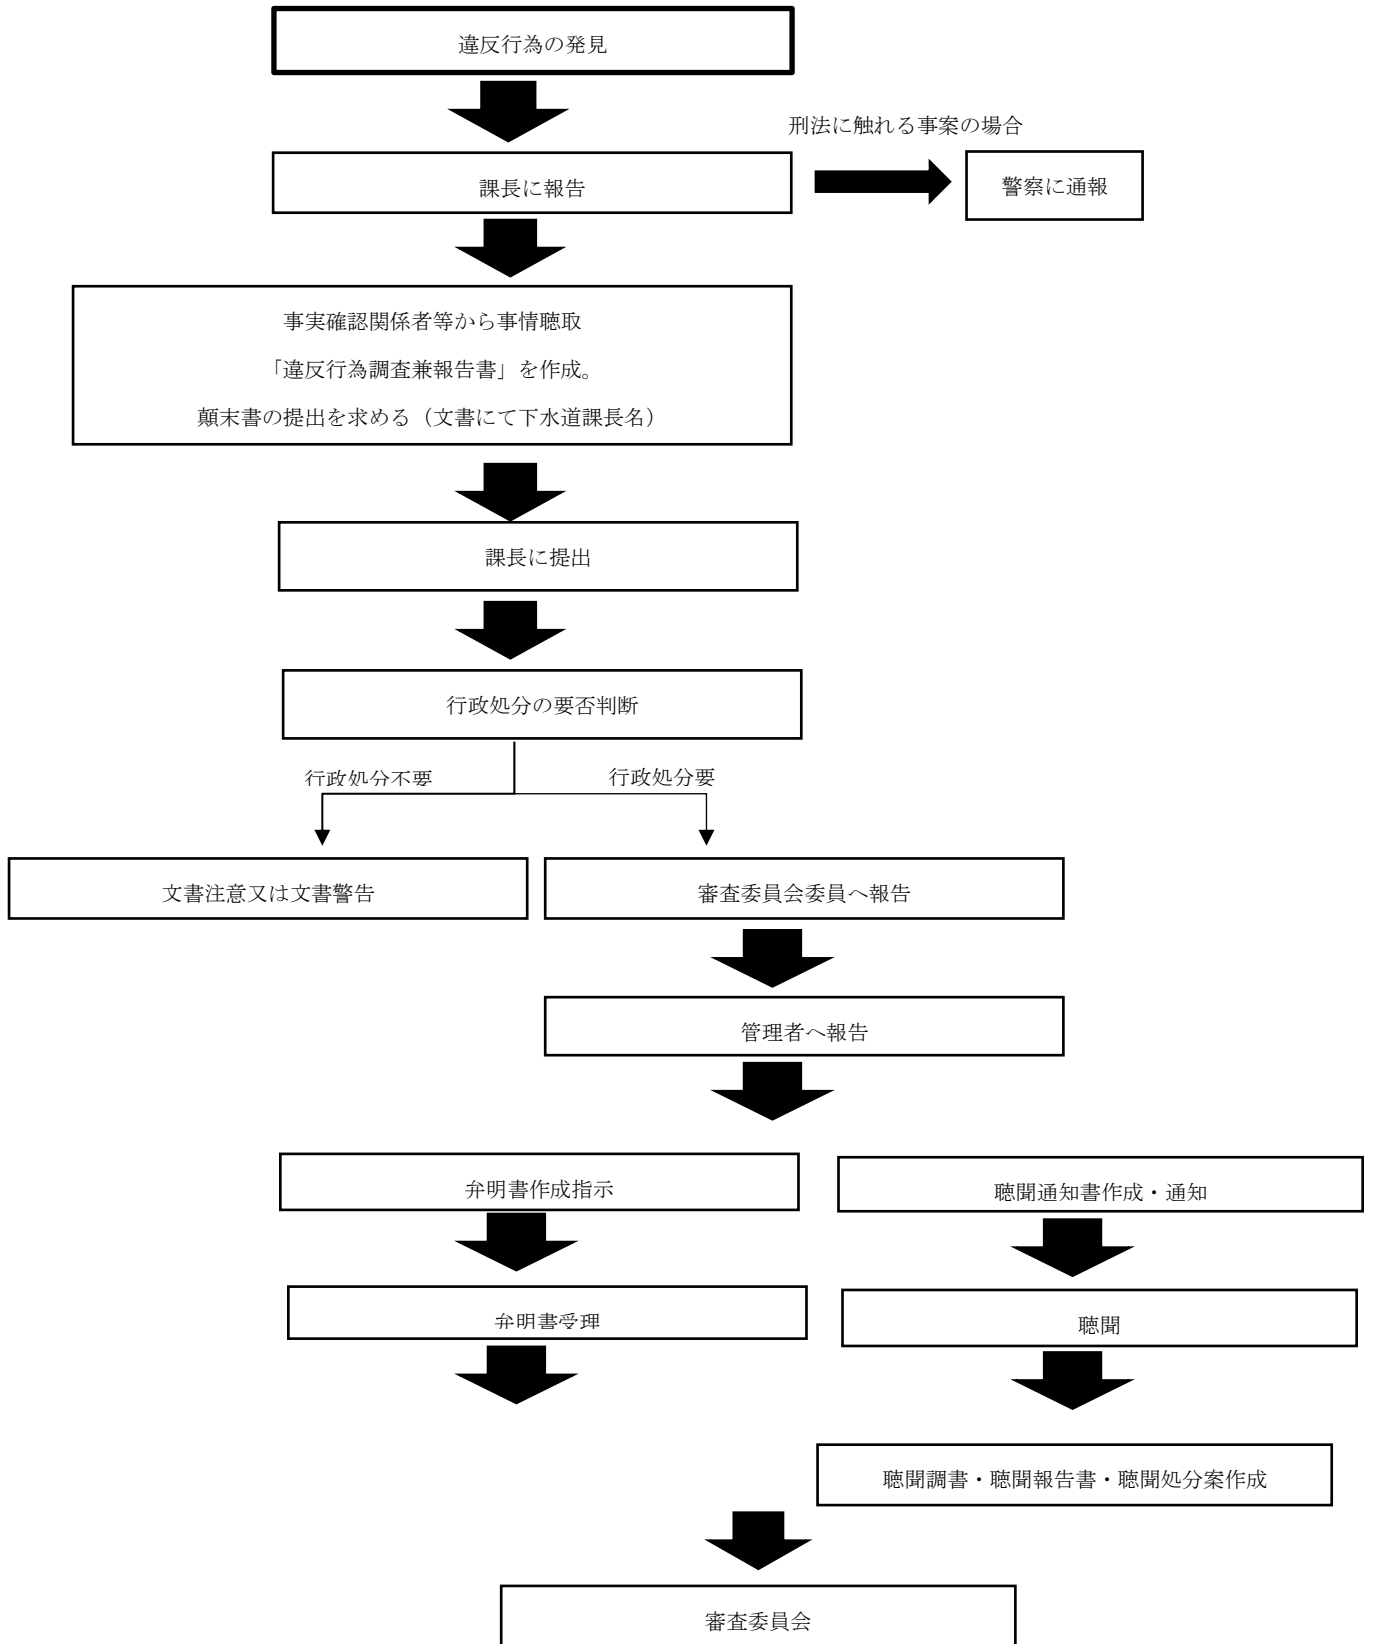 違反行為の発見
刑法に触れる事案の場合
課長に報告
警察に通報
事実確認関係者等から事情聴取
「違反行為調査兼報告書」を作成。
顛末書の提出を求める（文書にて下水道課長名）
課長に提出
行政処分の要否判断
行政処分不要
行政処分要
文書注意又は文書警告
審査委員会委員へ報告
管理者へ報告
弁明書作成指示
聴聞通知書作成・通知
弁明書受理
聴聞
聴聞調書・聴聞報告書・聴聞処分案作成
審査委員会